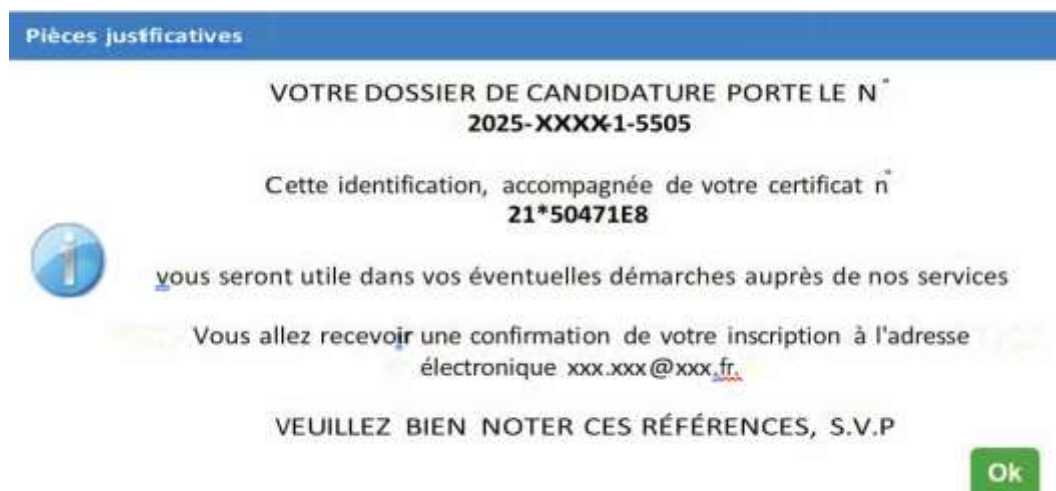 Pièces justificatives
VOTRE DOSSIER DE CANDIDATURE PORTE LE N°
2025-XXXX-1-5505
Cette identification, accompagnée de votre certificat n°
21*50471E8
vous seront utile dans vos éventuelles démarches auprès de nos services
Vous allez recevoir une confirmation de votre inscription à l'adresse
électronique xxx.xxx@xxx.fr.
VEUILLEZ BIEN NOTER CES RÉFÉRENCES, S.V.P
Ok